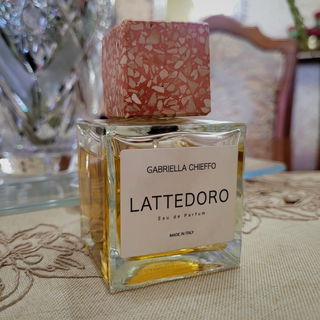 GABRIELLA CHIEFFO
LATTEDORO
Eau de Parfum
MADE IN ITALY